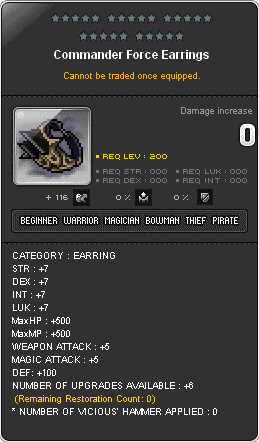 Commander Force Earrings
Cannot be traded once equipped.
Damage increase
0
REQ LEV : 200
REQ STR : 000 REQ LUK : 000
REQ DEX : 000 REQ INT : 000
+ 116 0 % 0 %
BEGINNER WARRIOR MAGICIAN BOWMAN THIEF PIRATE
CATEGORY : EARRING
STR : +7
DEX : +7
INT : +7
LUK : +7
MaxHP : +500
MaxMP : +500
WEAPON ATTACK : +5
MAGIC ATTACK : +5
DEF: +100
NUMBER OF UPGRADES AVAILABLE : +6
(Remaining Restoration Count: 0)
* NUMBER OF VICIOUS' HAMMER APPLIED : 0